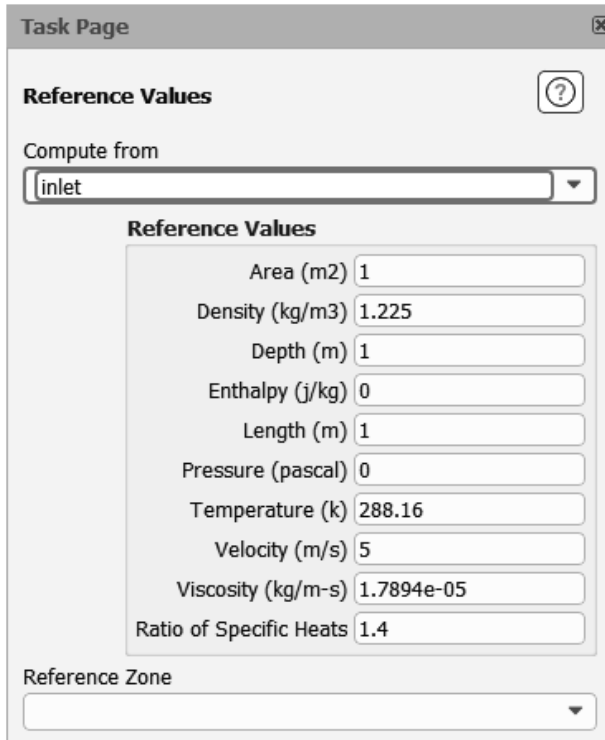 Task Page
Reference Values
Compute from
inlet
Reference Values
Area (m2) 1
Density (kg/m3) 1.225
Depth (m) 1
Enthalpy (j/kg) 0
Length (m) 1
Pressure (pascal) 0
Temperature (k) 288.16
Velocity (m/s) 5
Viscosity (kg/m-s) 1.7894e-05
Ratio of Specific Heats 1.4
Reference Zone